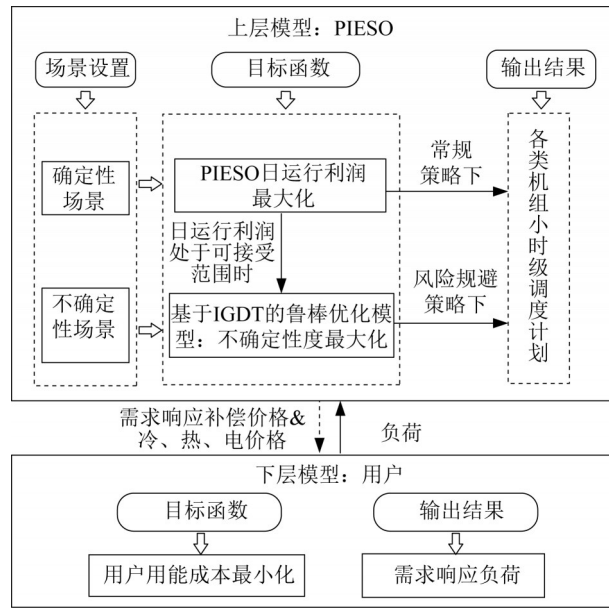 上层模型：PIESO
场景设置
目标函数
输出结果
确定性
场景
PIESO日运行利润
最大化
常规
策略下
日运行利润
处于可接受
范围时
不确定
性场景
基于IGDT的鲁棒优化模
型：不确定性度最大化
风险规避
策略下
各类机组小时级调度计划
需求响应补偿价格&
冷、热、电价格
负荷
下层模型：用户
目标函数
输出结果
用户用能成本最小化
需求响应负荷